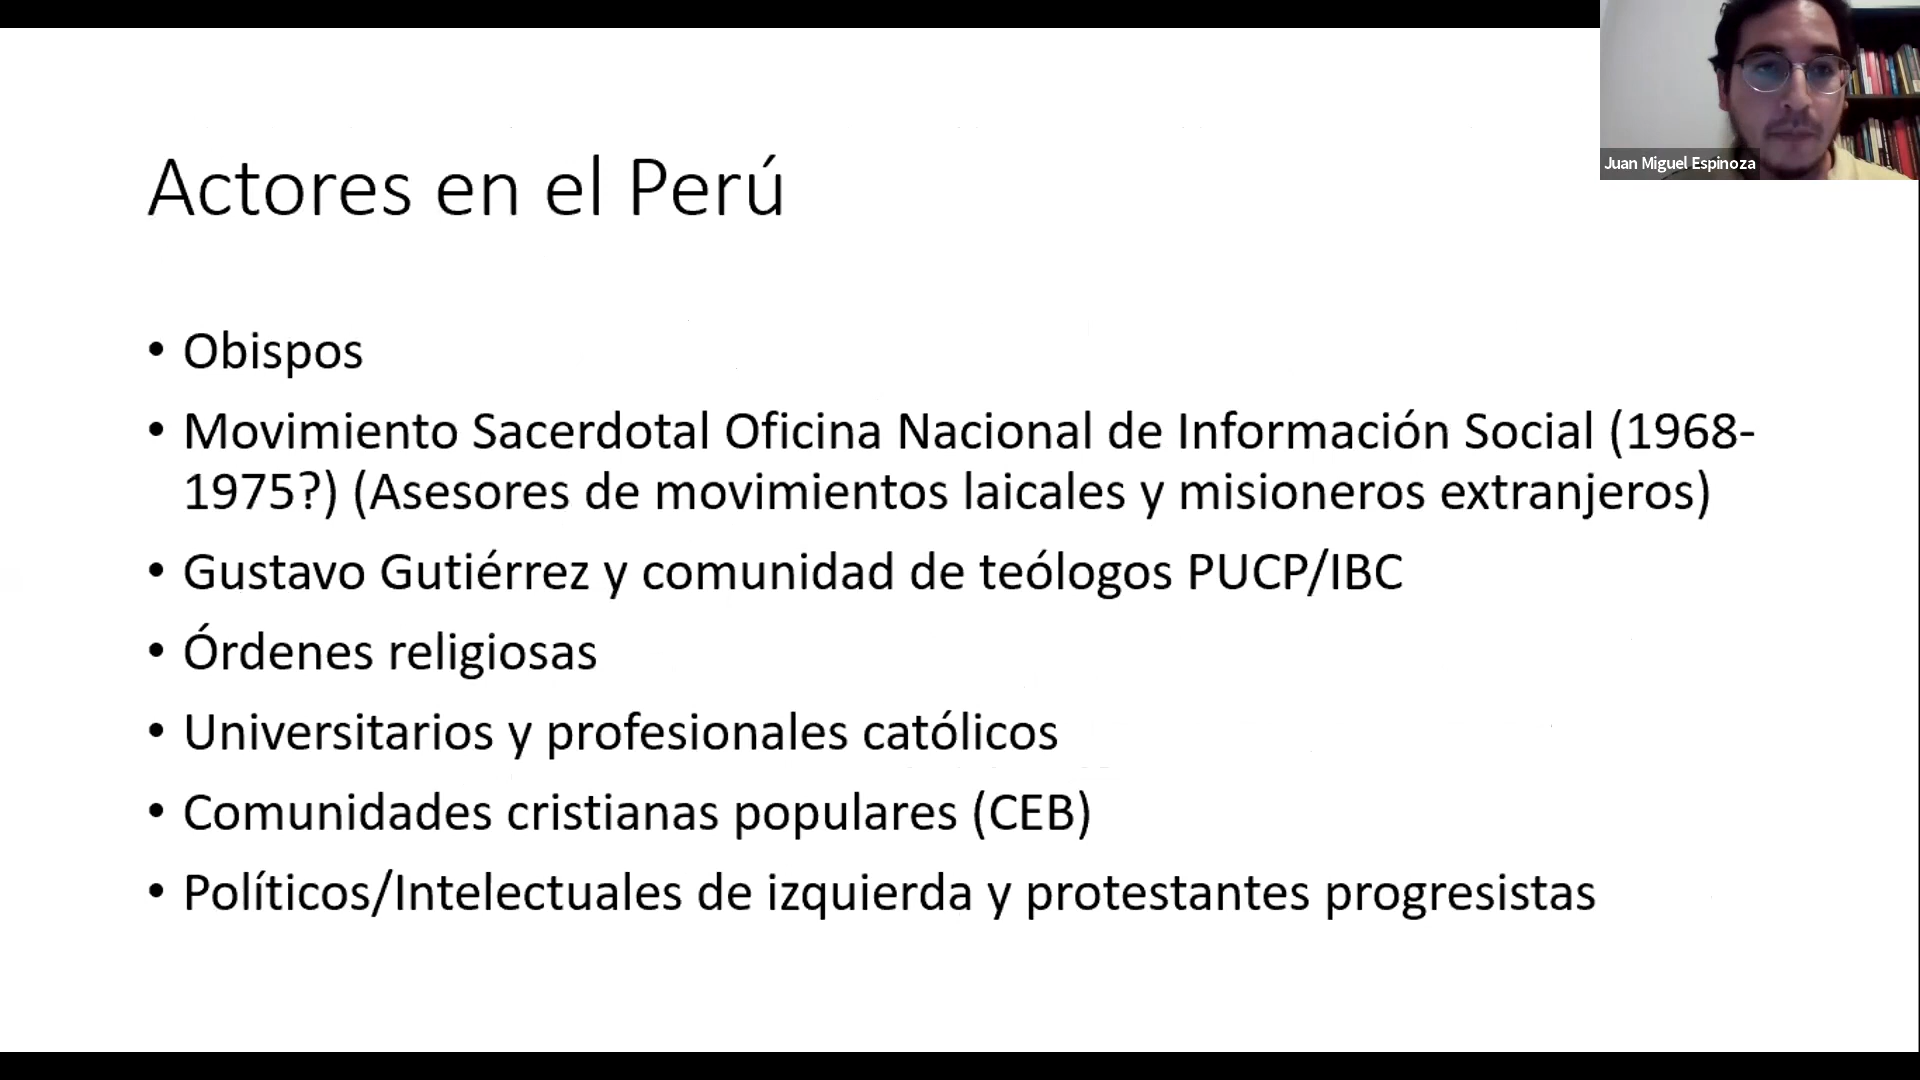 Juan Miguel Espinoza
Actores en el Perú
• Obispos
• Movimiento Sacerdotal Oficina Nacional de Información Social (1968-
1975?) (Asesores de movimientos laicales y misioneros extranjeros)
• Gustavo Gutiérrez y comunidad de teólogos PUCP/IBC
• Órdenes religiosas
• Universitarios y profesionales católicos
• Comunidades cristianas populares (CEB)
• Políticos/Intelectuales de izquierda y protestantes progresistas